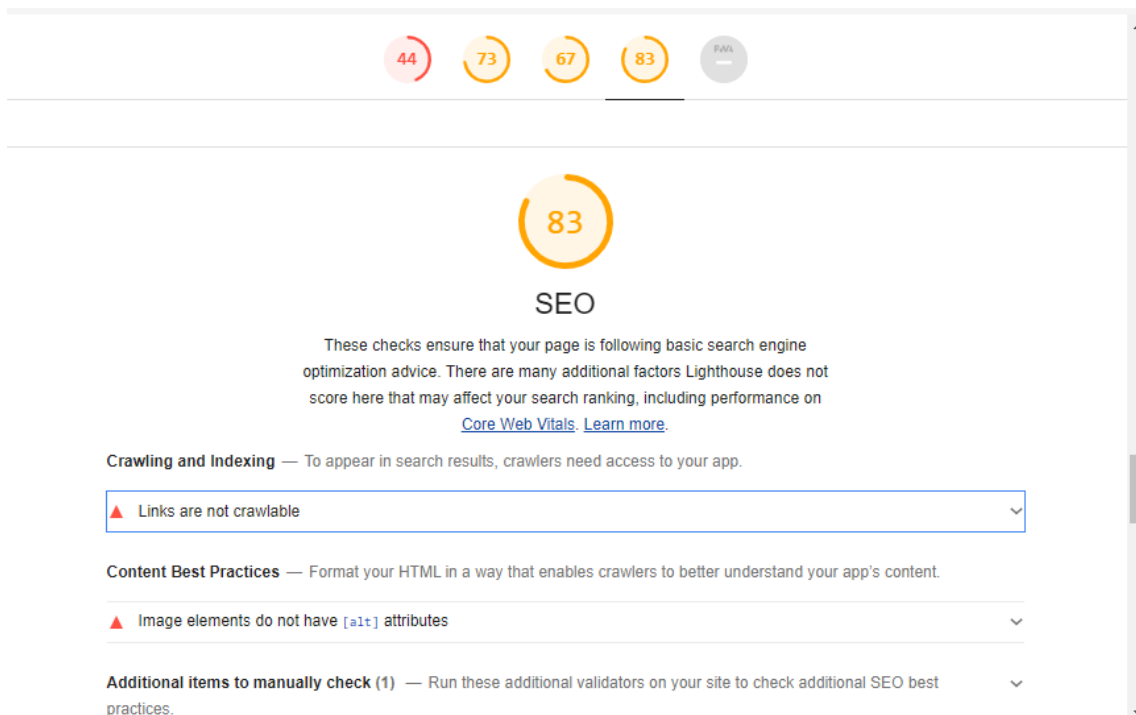 44 73 67 83 PWA
83
SEO
These checks ensure that your page is following basic search engine
optimization advice. There are many additional factors Lighthouse does not
score here that may affect your search ranking, including performance on
Core Web Vitals. Learn more.
Crawling and Indexing — To appear in search results, crawlers need access to your app.
Links are not crawlable
Content Best Practices — Format your HTML in a way that enables crawlers to better understand your app's content.
Image elements do not have [alt] attributes
Additional items to manually check (1) — Run these additional validators on your site to check additional SEO best
practices.